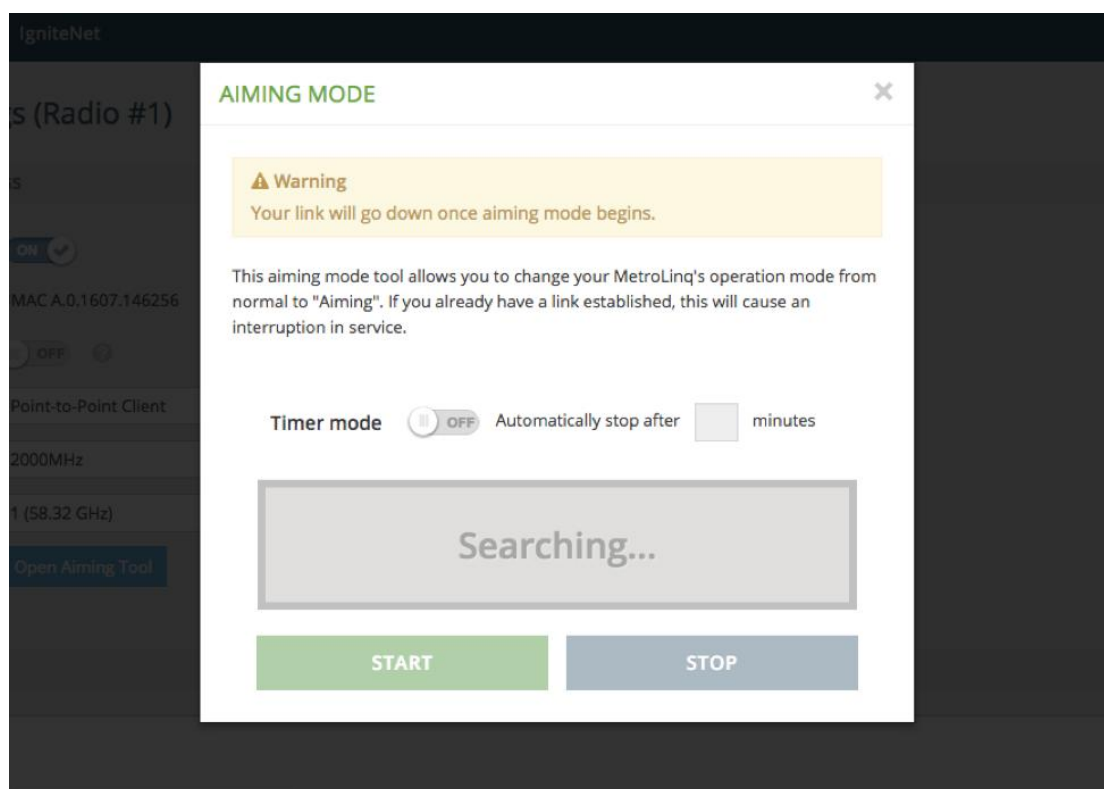 IgniteNet
s (Radio #1)
s
ON
MAC A.0.1607.146256
OFF
Point-to-Point Client
2000MHz
1 (58.32 GHz)
Open Aiming Tool
AIMING MODE
Warning
Your link will go down once aiming mode begins.
This aiming mode tool allows you to change your MetroLinq's operation mode from
normal to "Aiming". If you already have a link established, this will cause an
interruption in service.
Timer mode OFF Automatically stop after minutes
Searching...
START STOP